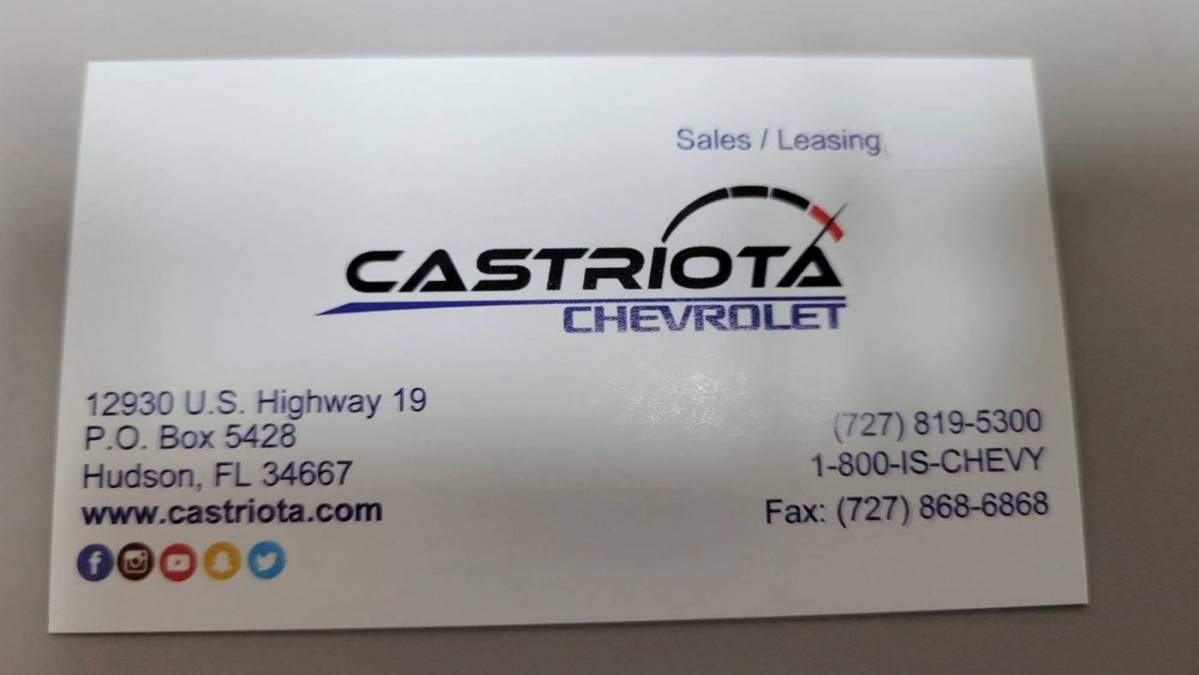 Sales / Leasing
CASTRIOTA
CHEVROLET
12930 U.S. Highway 19
P.O. Box 5428
Hudson, FL 34667
www.castriota.com
(727) 819-5300
1-800-IS-CHEVY
Fax: (727) 868-6868